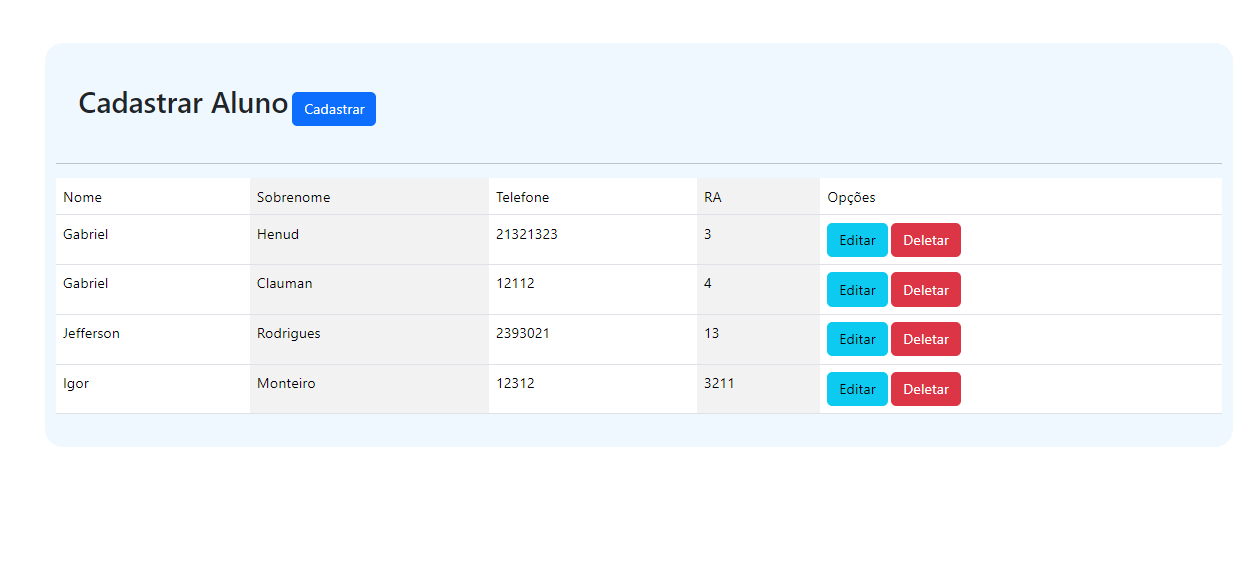 Cadastrar Aluno Cadastrar
Nome Sobrenome Telefone RA Opções
Gabriel Henud 21321323 3 Editar Deletar
Gabriel Clauman 12112 4 Editar Deletar
Jefferson Rodrigues 2393021 13 Editar Deletar
Igor Monteiro 12312 3211 Editar Deletar